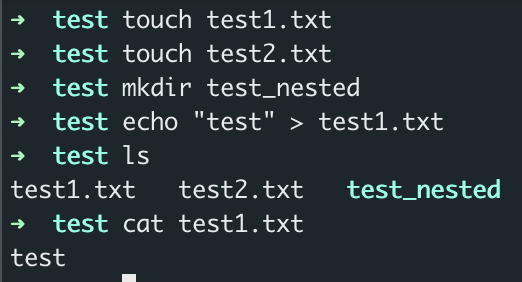 ➜  test touch test1.txt
➜  test touch test2.txt
➜  test mkdir test_nested
➜  test echo "test" > test1.txt
➜  test ls
test1.txt   test2.txt   test_nested
➜  test cat test1.txt
test